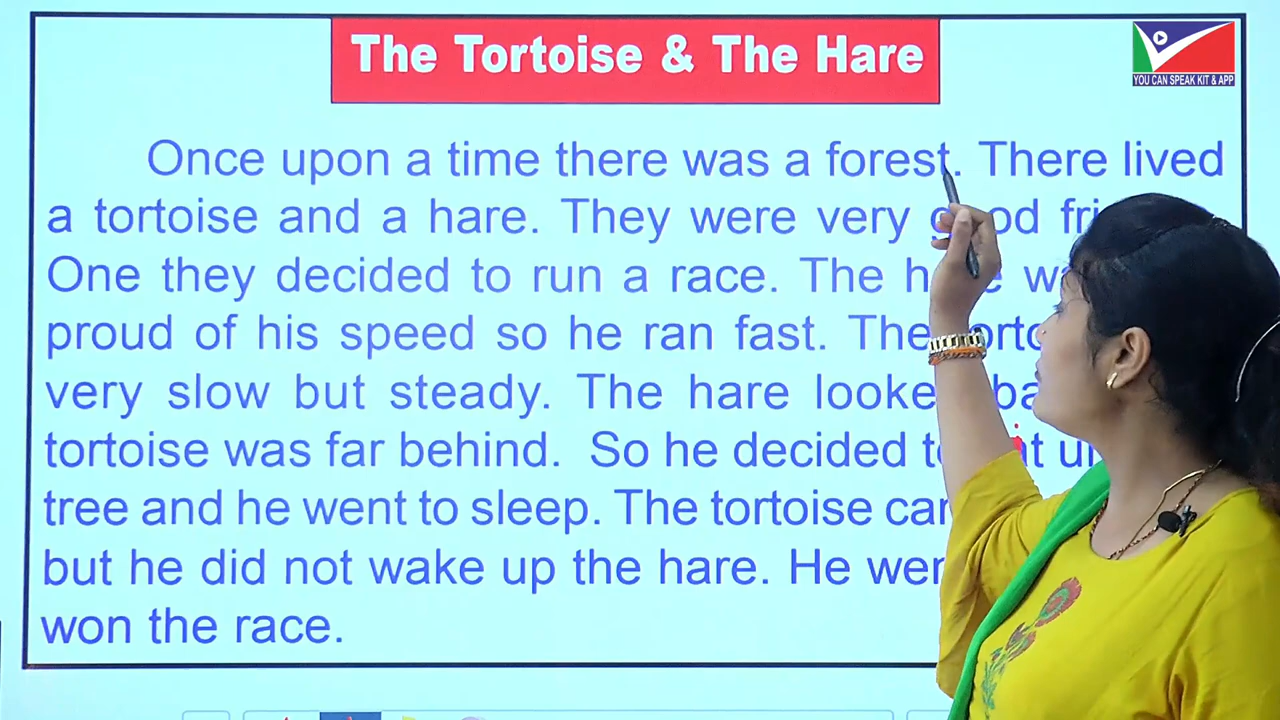 The Tortoise & The Hare
YOU CAN SPEAK KIT & APP
Once upon a time there was a forest. There lived
a tortoise and a hare. They were very good
One they decided to run a race. The
proud of his speed so he ran fast. The
very slow but steady. The hare
tortoise was far behind. So he decided
tree and he went to sleep. The tortoise
but he did not wake up the hare. He
won the race.